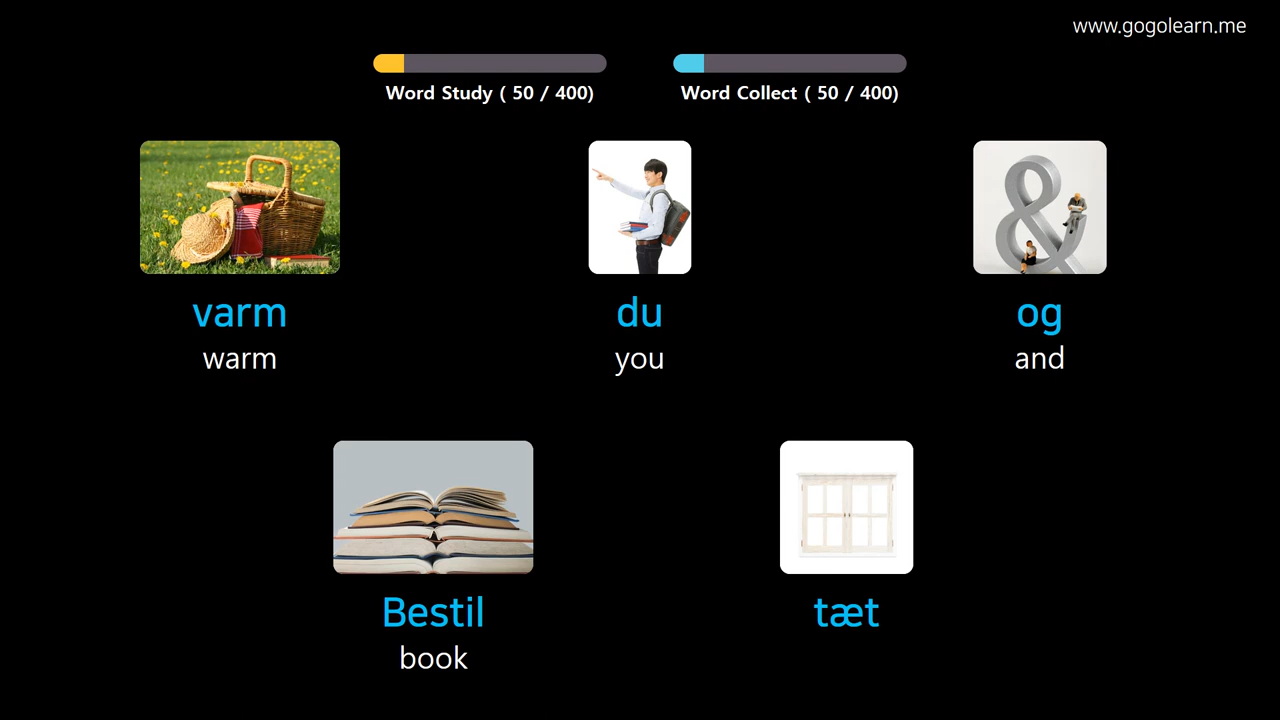 www.gogolearn.me
Word Study ( 50 / 400)
Word Collect ( 50 / 400)
varm
warm
du
you
&
og
and
Bestil
book
tæt